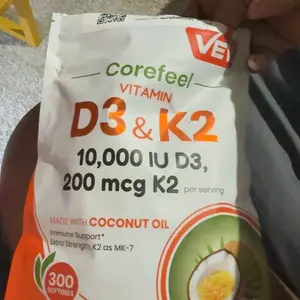 VE
corefeel
VITAMIN
D3 & K2
10,000 IU D3,
200 mcg K2 per serving
MADE WITH COCONUT OIL
Immune Support*
Extra Strength, K2 as MK-7
300
SOFTGELS